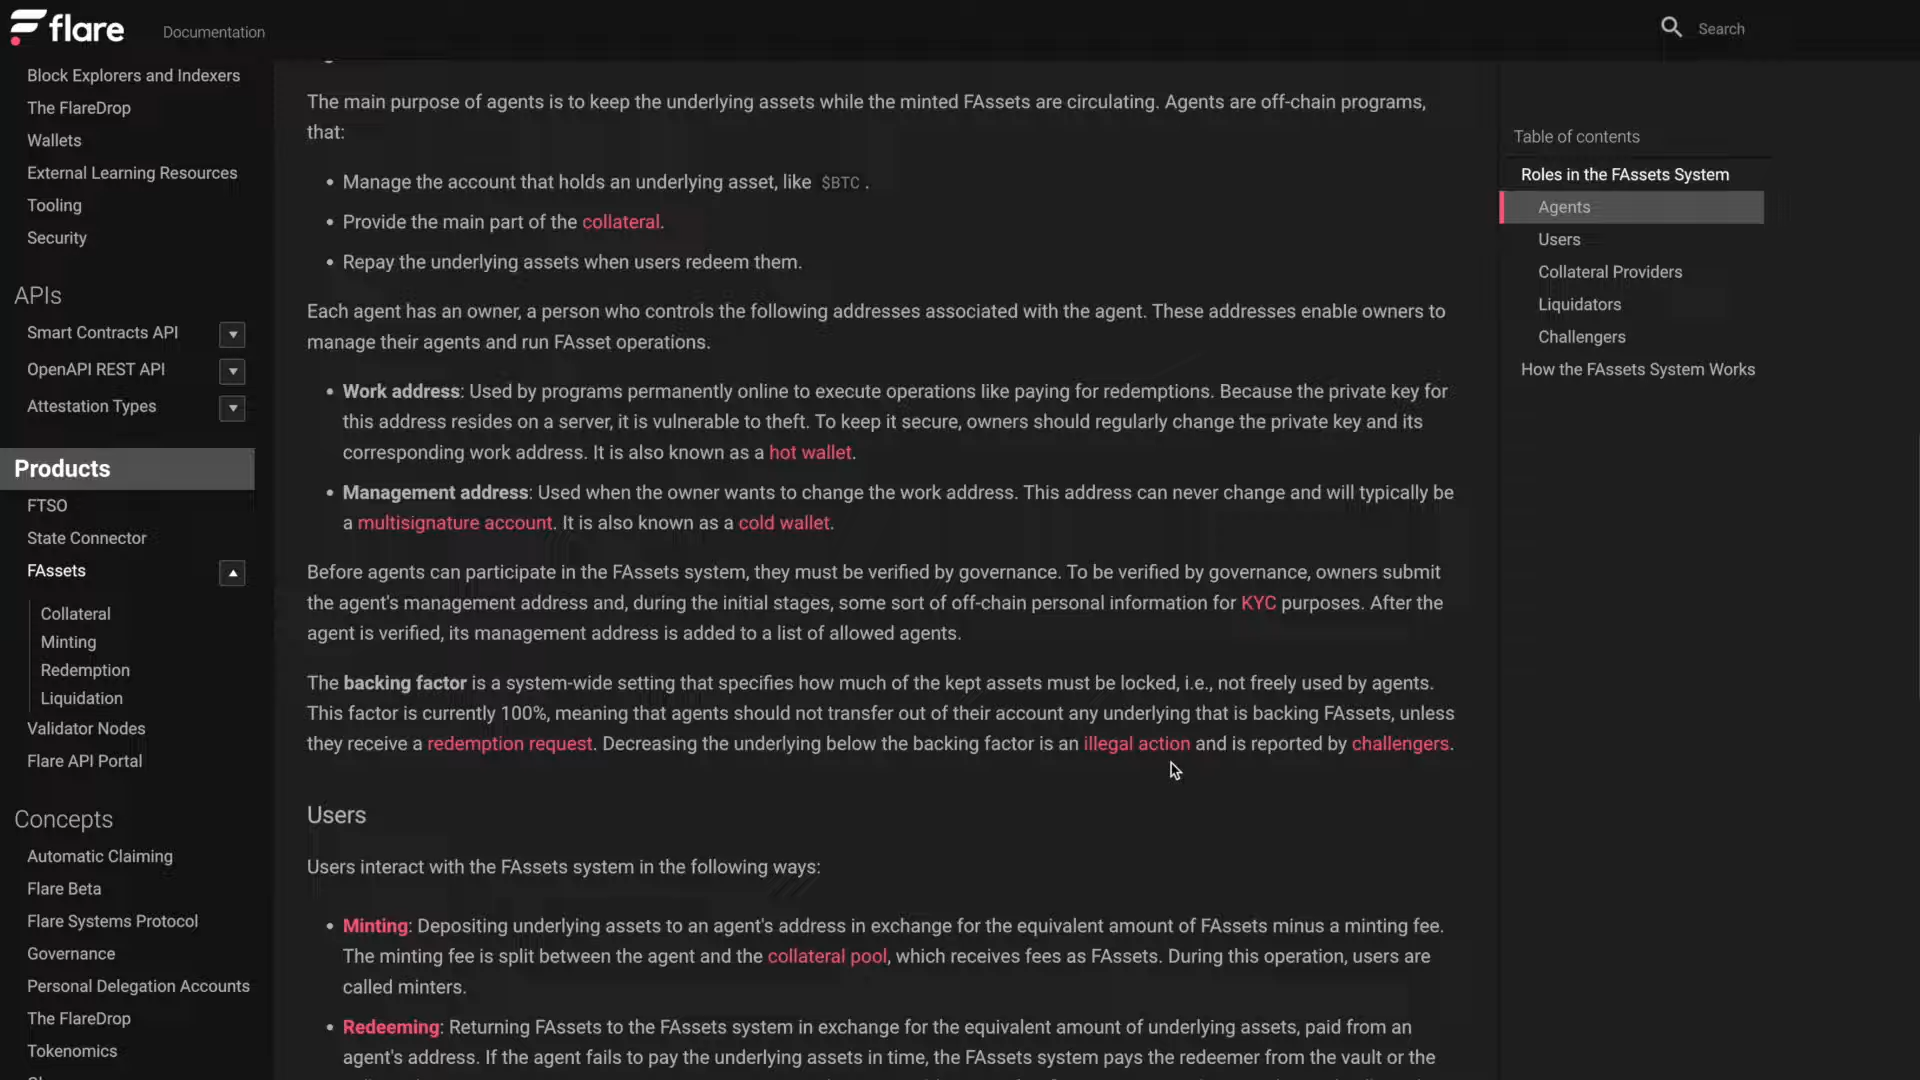 flare
Documentation
Search
Block Explorers and Indexers
The FlareDrop
Wallets
External Learning Resources
Tooling
Security
APIs
Smart Contracts API
OpenAPI REST API
Attestation Types
Products
FTSO
State Connector
FAssets
Collateral
Minting
Redemption
Liquidation
Validator Nodes
Flare API Portal
Concepts
Automatic Claiming
Flare Beta
Flare Systems Protocol
Governance
Personal Delegation Accounts
The FlareDrop
Tokenomics
The main purpose of agents is to keep the underlying assets while the minted FAssets are circulating. Agents are off-chain programs,
that:
• Manage the account that holds an underlying asset, like $BTC .
• Provide the main part of the collateral.
• Repay the underlying assets when users redeem them.
Each agent has an owner, a person who controls the following addresses associated with the agent. These addresses enable owners to
manage their agents and run FAsset operations.
• Work address: Used by programs permanently online to execute operations like paying for redemptions. Because the private key for
this address resides on a server, it is vulnerable to theft. To keep it secure, owners should regularly change the private key and its
corresponding work address. It is also known as a hot wallet.
• Management address: Used when the owner wants to change the work address. This address can never change and will typically be
a multisignature account. It is also known as a cold wallet.
Before agents can participate in the FAssets system, they must be verified by governance. To be verified by governance, owners submit
the agent's management address and, during the initial stages, some sort of off-chain personal information for KYC purposes. After the
agent is verified, its management address is added to a list of allowed agents.
The backing factor is a system-wide setting that specifies how much of the kept assets must be locked, i.e., not freely used by agents.
This factor is currently 100%, meaning that agents should not transfer out of their account any underlying that is backing FAssets, unless
they receive a redemption request. Decreasing the underlying below the backing factor is an illegal action and is reported by challengers.
Users
Users interact with the FAssets system in the following ways:
• Minting: Depositing underlying assets to an agent's address in exchange for the equivalent amount of FAssets minus a minting fee.
The minting fee is split between the agent and the collateral pool, which receives fees as FAssets. During this operation, users are
called minters.
• Redeeming: Returning FAssets to the FAssets system in exchange for the equivalent amount of underlying assets, paid from an
agent's address. If the agent fails to pay the underlying assets in time, the FAssets system pays the redeemer from the vault or the
Table of contents
Roles in the FAssets System
Agents
Users
Collateral Providers
Liquidators
Challengers
How the FAssets System Works